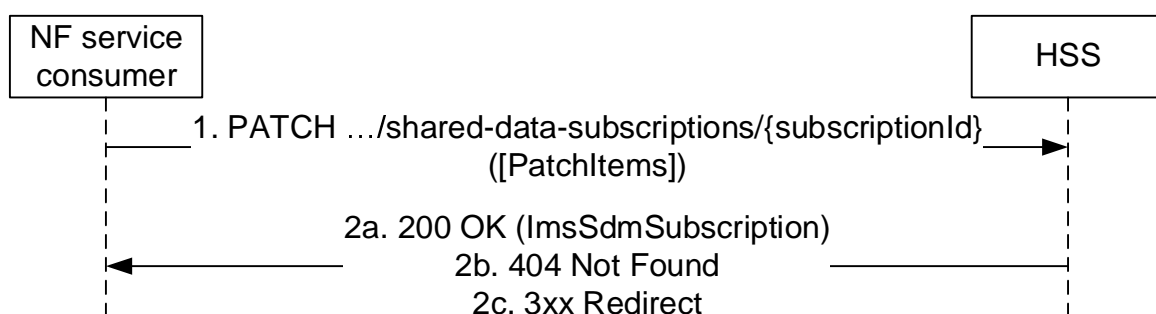 NF service
consumer
HSS
1. PATCH …/shared-data-subscriptions/{subscriptionId}
([PatchItems])
2a. 200 OK (ImsSdmSubscription)
2b. 404 Not Found
2c. 3xx Redirect